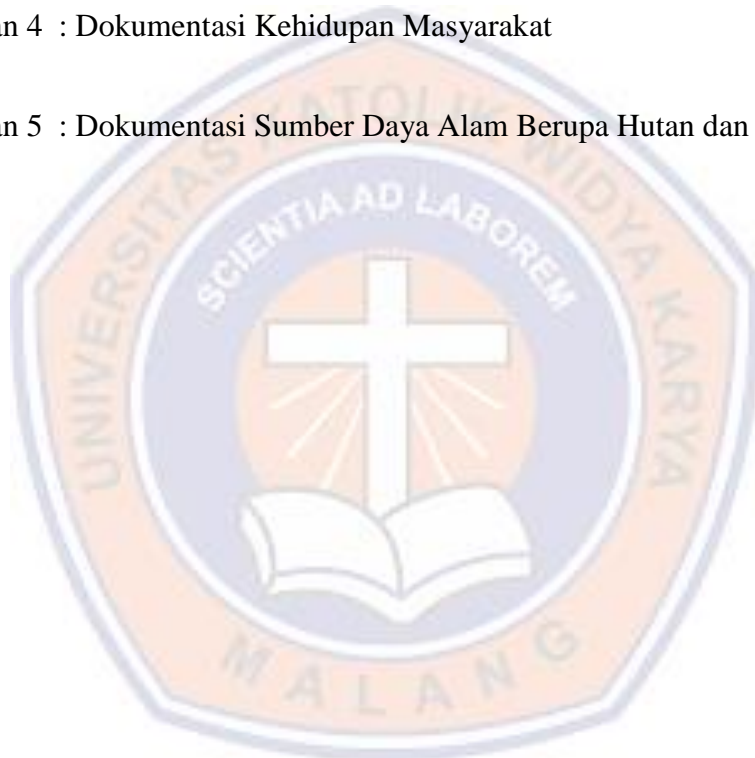 an 4 : Dokumentasi Kehidupan Masyarakat
an 5 : Dokumentasi Sumber Daya Alam Berupa Hutan dan
UNIVERSITAS KATOLIK WIDYA KARYA
SCIENTIA AD LABOREM
MALANG